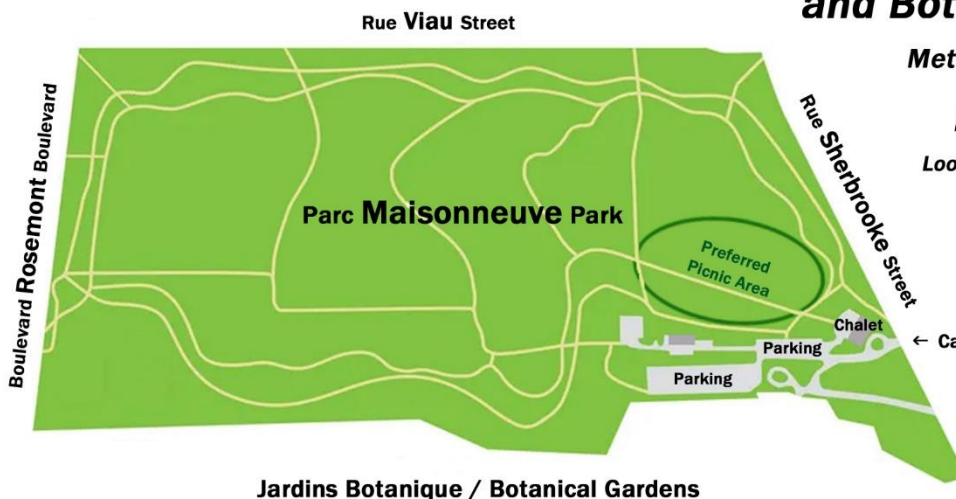 and Bot
Rue Viau Street
Met
Loo
Boulevard Rosemont Boulevard
Rue Sherbrooke Street
Parc Maisonneuve Park
Preferred
Picnic Area
Chalet
← Ca
Parking
Parking
Jardins Botanique / Botanical Gardens